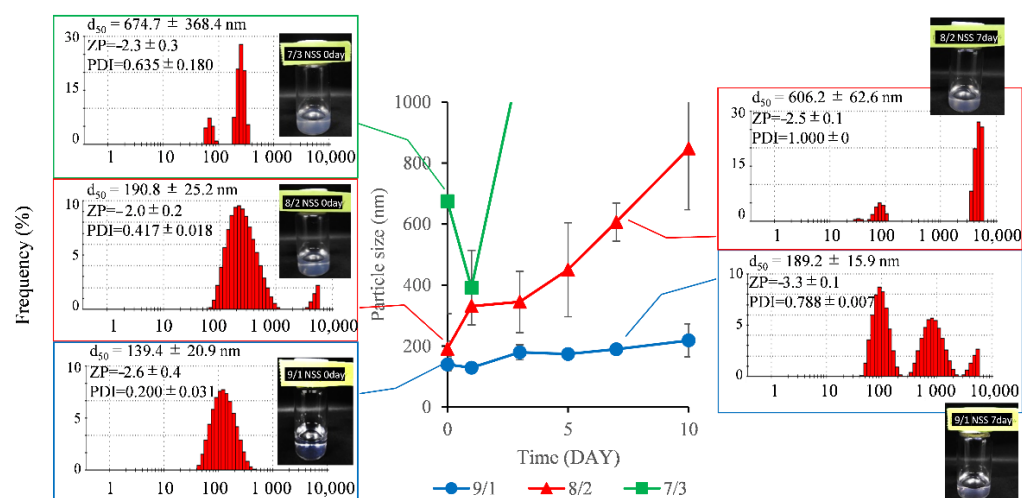 d50 = 674.7 ± 368.4 nm
ZP=-2.3 ± 0.3
PDI=0.635 ± 0.180
7/3 NSS 0day
30
15
0
1 10 100 1 000 10,000
d50 = 190.8 ± 25.2 nm
ZP=-2.0 ± 0.2
PDI=0.417 ± 0.018
8/2 NSS 0day
10
5
0
1 10 100 1 000 10,000
d50 = 139.4 ± 20.9 nm
ZP=-2.6 ± 0.4
PDI=0.200 ± 0.031
9/1 NSS 0day
10
5
0
1 10 100 1 000 10,000
Frequency (%)
Particle size (nm)
1000
800
600
400
200
0
0 5 10
Time (DAY)
9/1 8/2 7/3
8/2 NSS 7day
d50 = 606.2 ± 62.6 nm
ZP=-2.5 ± 0.1
PDI=1.000 ± 0
30
15
0
1 10 100 1 000 10,000
d50 = 189.2 ± 15.9 nm
ZP=-3.3 ± 0.1
PDI=0.788 ± 0.007
10
5
0
1 10 100 1 000 10,000
9/1 NSS 7day